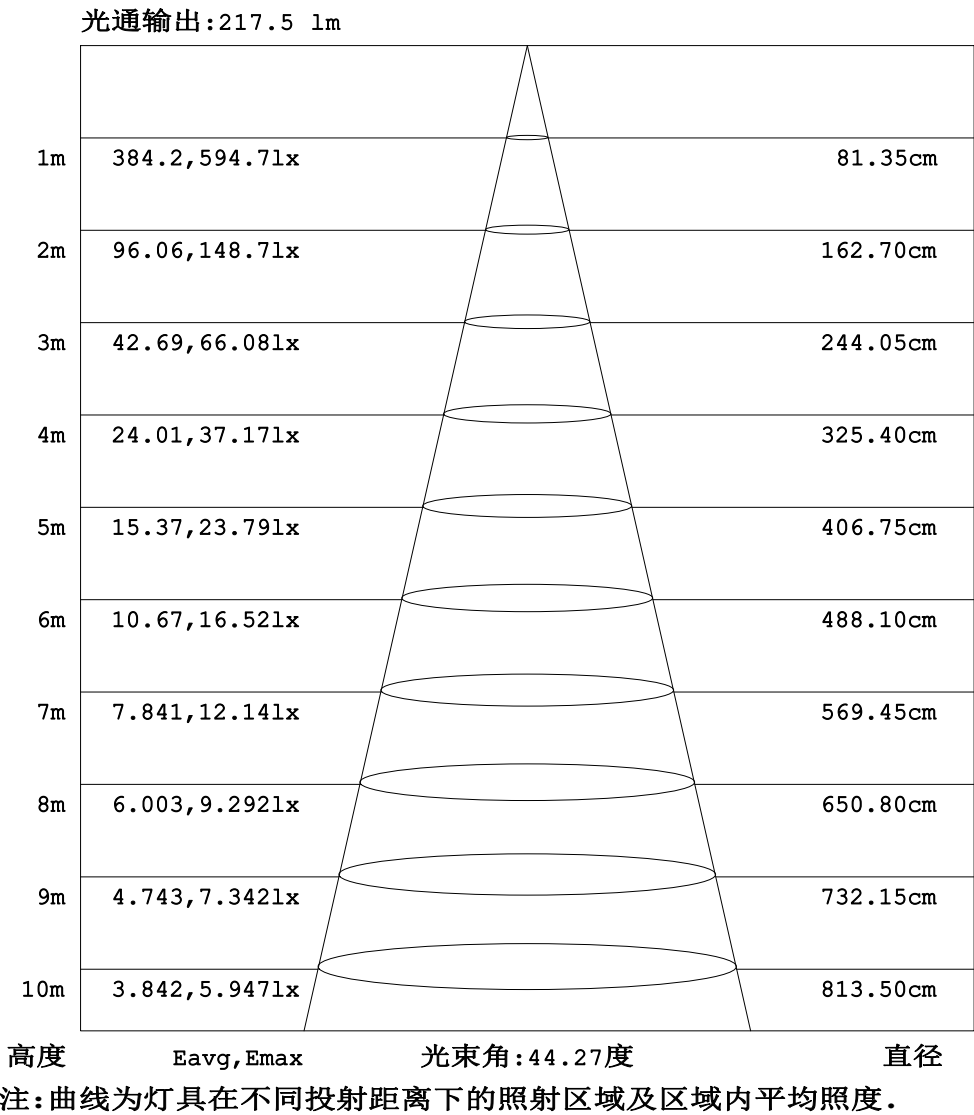 光通输出:217.5 lm
1m 384.2,594.7lx 81.35cm
2m 96.06,148.7lx 162.70cm
3m 42.69,66.08lx 244.05cm
4m 24.01,37.17lx 325.40cm
5m 15.37,23.79lx 406.75cm
6m 10.67,16.52lx 488.10cm
7m 7.841,12.14lx 569.45cm
8m 6.003,9.292lx 650.80cm
9m 4.743,7.342lx 732.15cm
10m 3.842,5.947lx 813.50cm
高度 Eavg,Emax 光束角:44.27度 直径
注:曲线为灯具在不同投射距离下的照射区域及区域内平均照度.